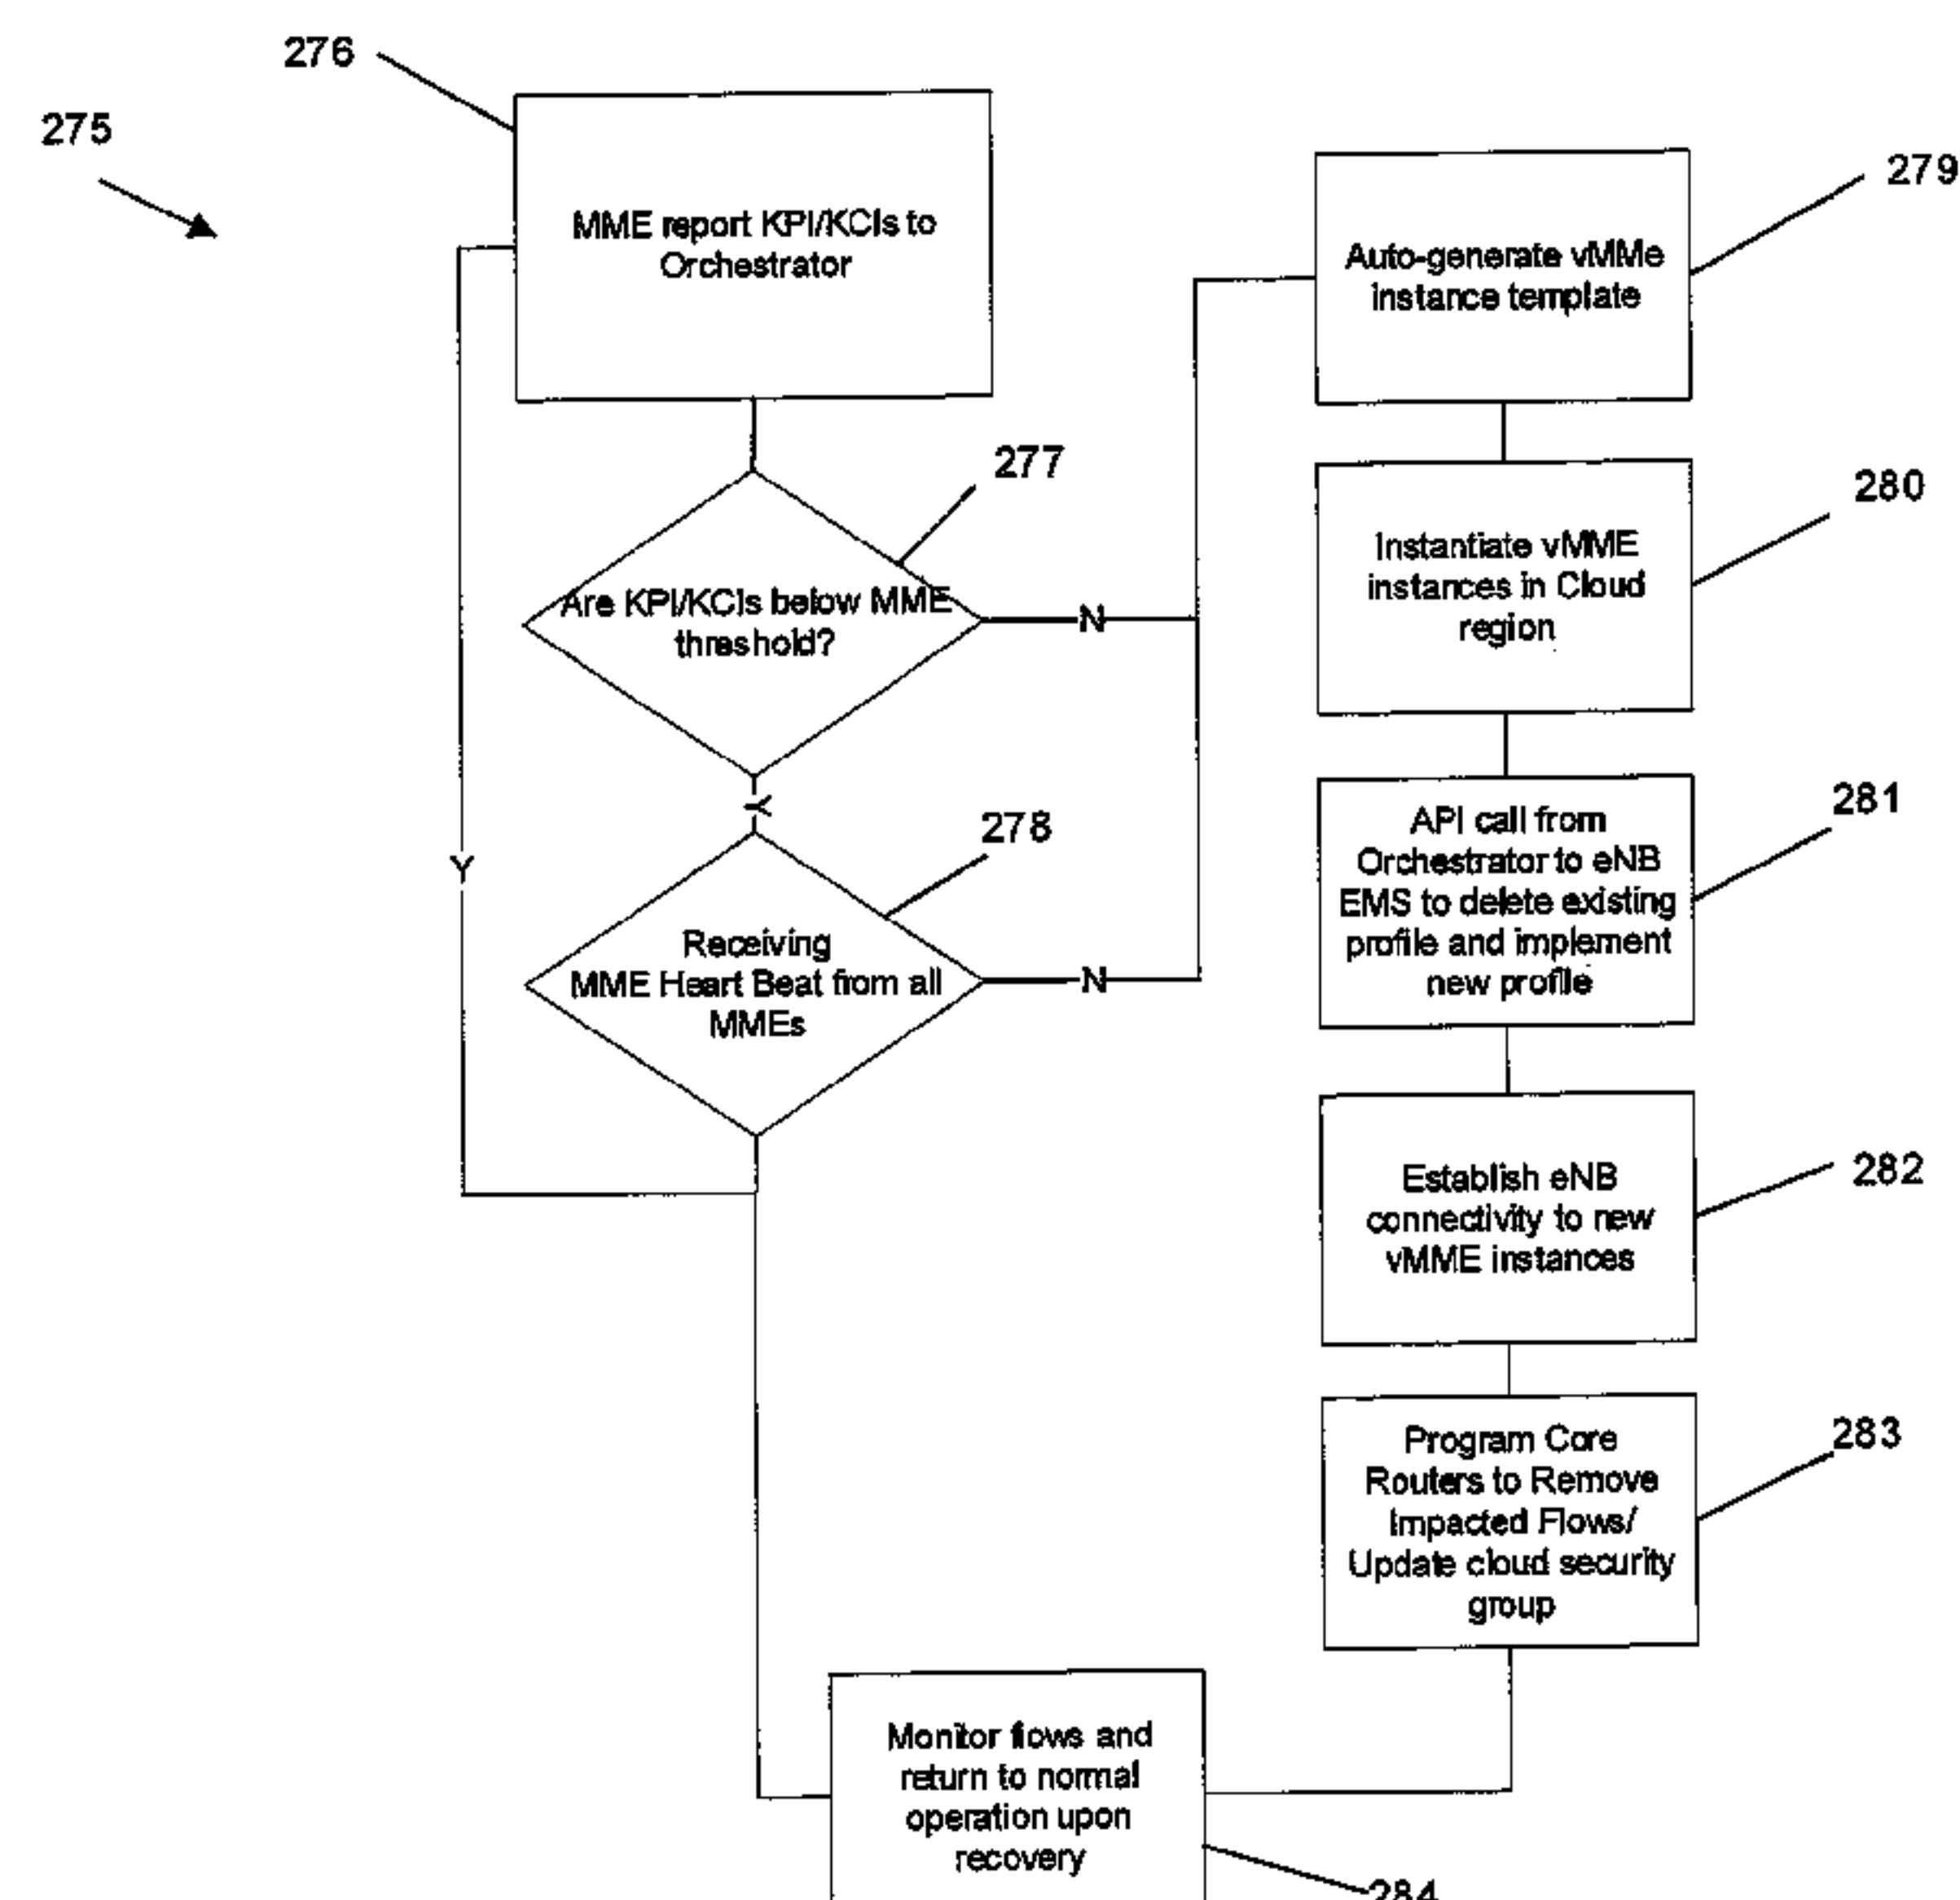 276
275
MME report KPI/KCIs to
Orchestrator
279
Auto-generate vMMe
instance template
277
Are KPI/KCIs below MME
threshold?
N
280
Instantiate vMME
instances in Cloud
region
Y
278
Receiving
MME Heart Beat from all
MMEs
N
Y
281
API call from
Orchestrator to eNB
EMS to delete existing
profile and implement
new profile
282
Establish eNB
connectivity to new
vMME instances
283
Program Core
Routers to Remove
Impacted Flows/
Update cloud security
group
Monitor flows and
return to normal
operation upon
recovery
284